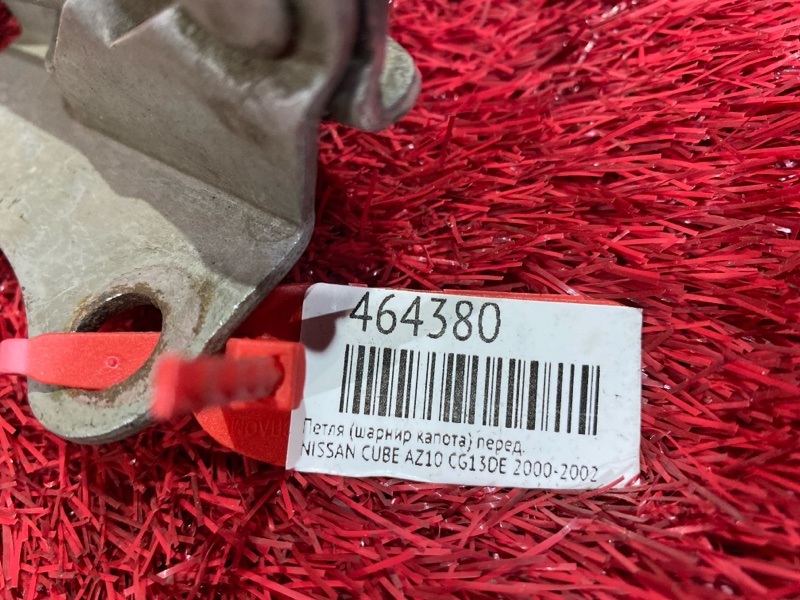 464380
Петля (шарнир капота) перед.
NISSAN CUBE AZ10 CG13DE 2000-2002